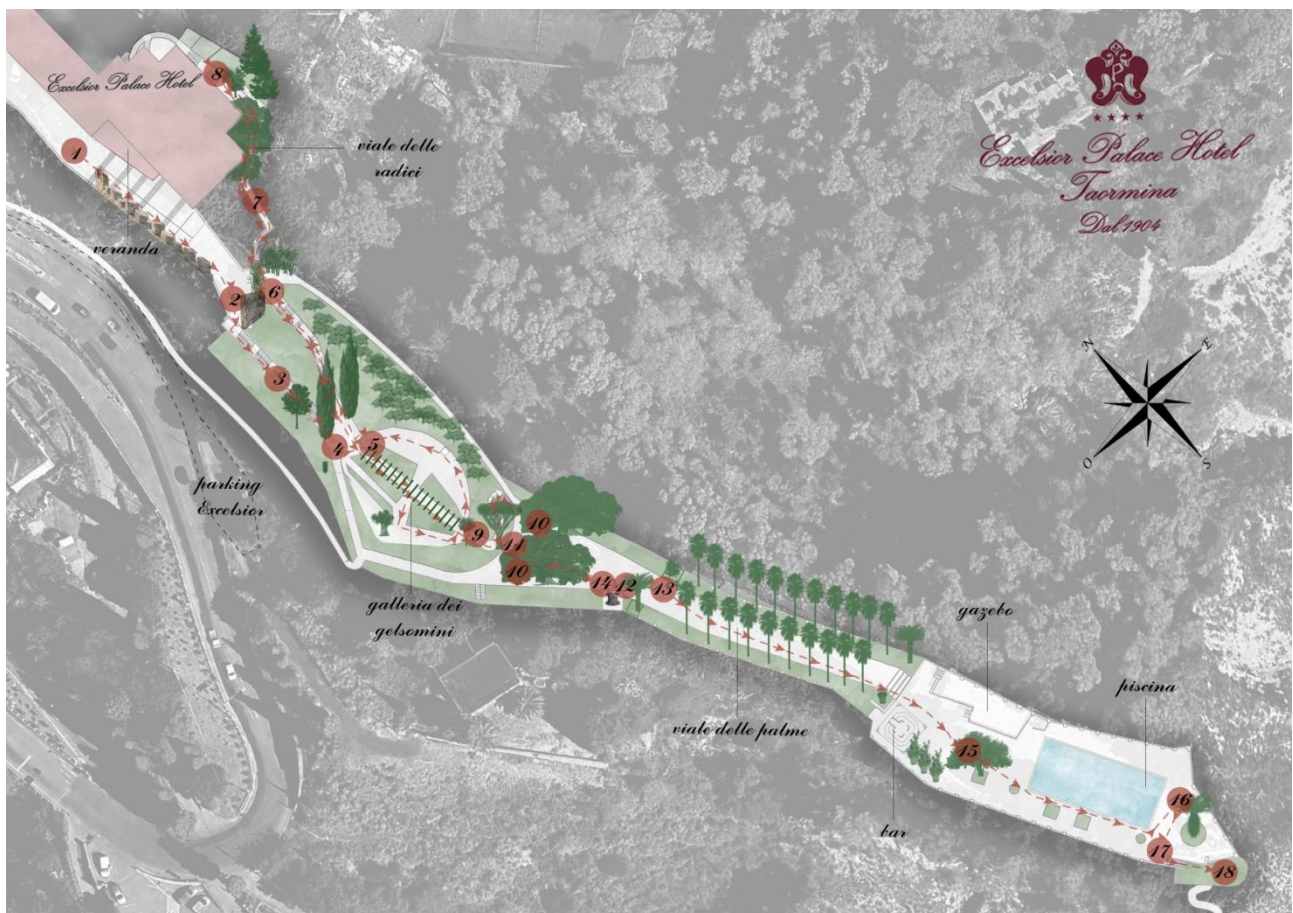 Excelsior Palace Hotel
8
1
viale delle
radici
7
veranda
2
6
3
4
5
parking
Excelsior
9
10
11
10
galleria dei
gelsomini
14
12
13
viale delle palme
gazebo
piscina
15
bar
16
17
18
Excelsior Palace Hotel
Taormina
Dal 1904
N
E
O
S